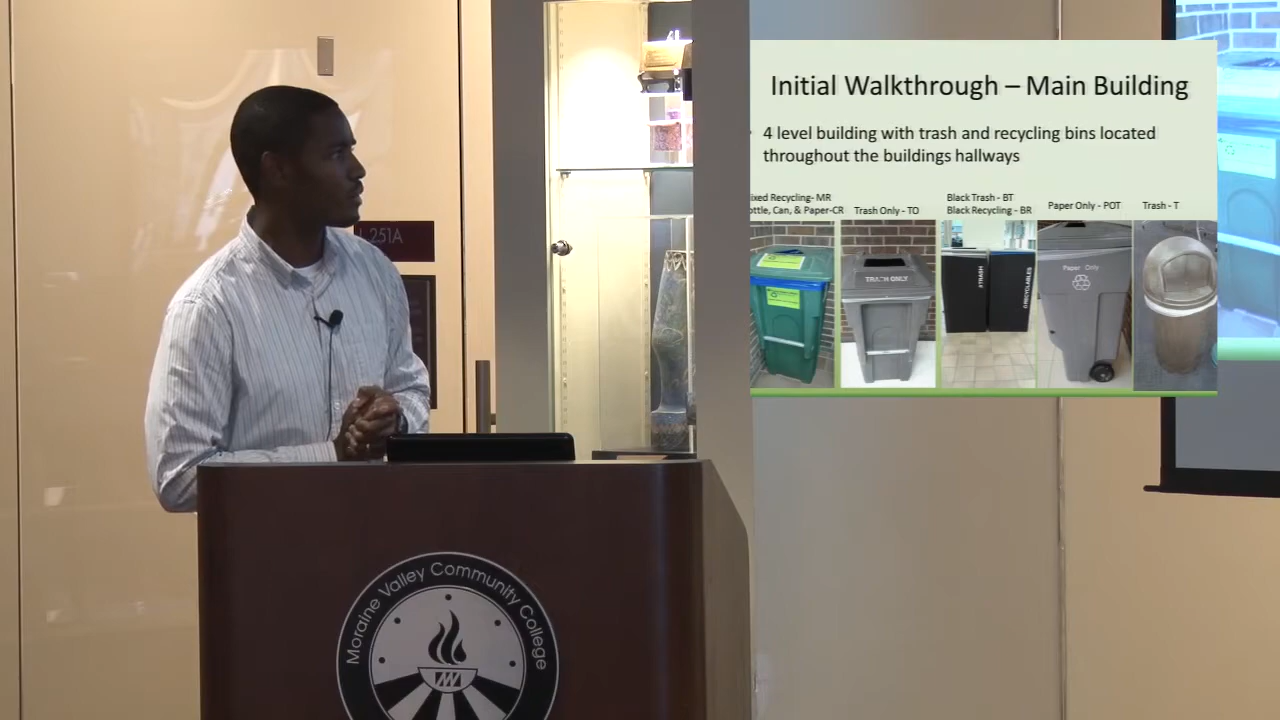 Initial Walkthrough – Main Building
4 level building with trash and recycling bins located
throughout the buildings hallways
ixed Recycling- MR
ottle, Can, & Paper-CR
Trash Only - TO
Black Trash - BT
Black Recycling - BR
Paper Only - POT
Trash - T
TRASH ONLY
TRASH
RECYCLABLES
Paper Only
L251A
Moraine Valley Community College